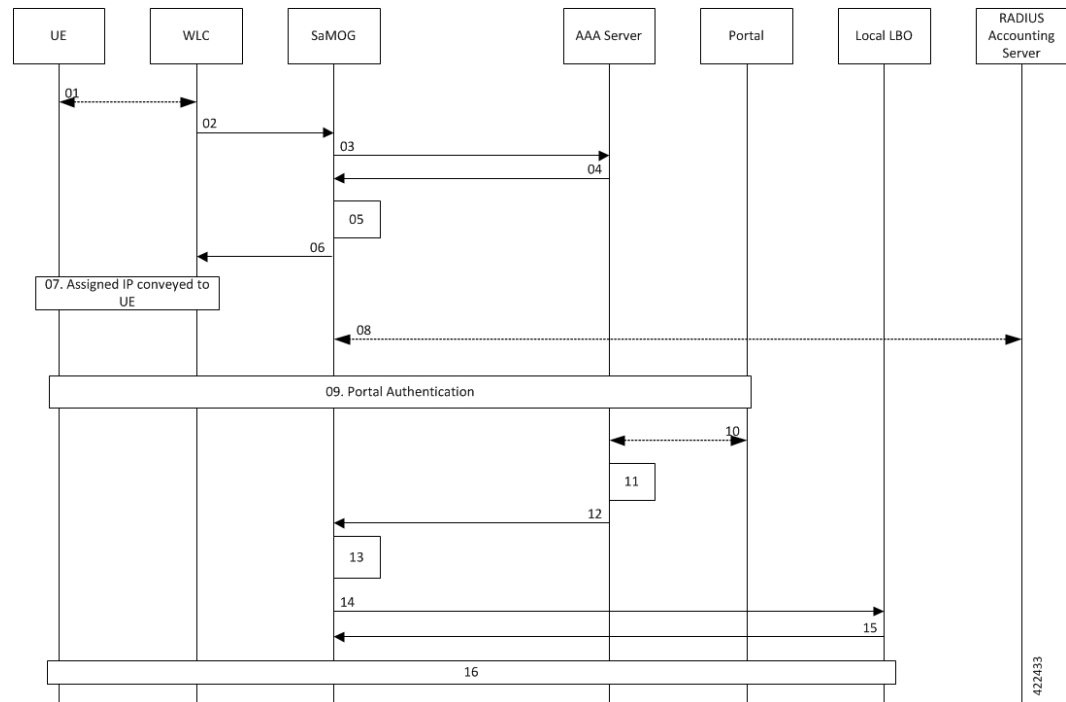 UE
WLC
SaMOG
AAA Server
Portal
Local LBO
RADIUS
Accounting
Server
01
02
03
04
05
06
07. Assigned IP conveyed to
UE
08
09. Portal Authentication
10
11
12
13
14
15
16
422433